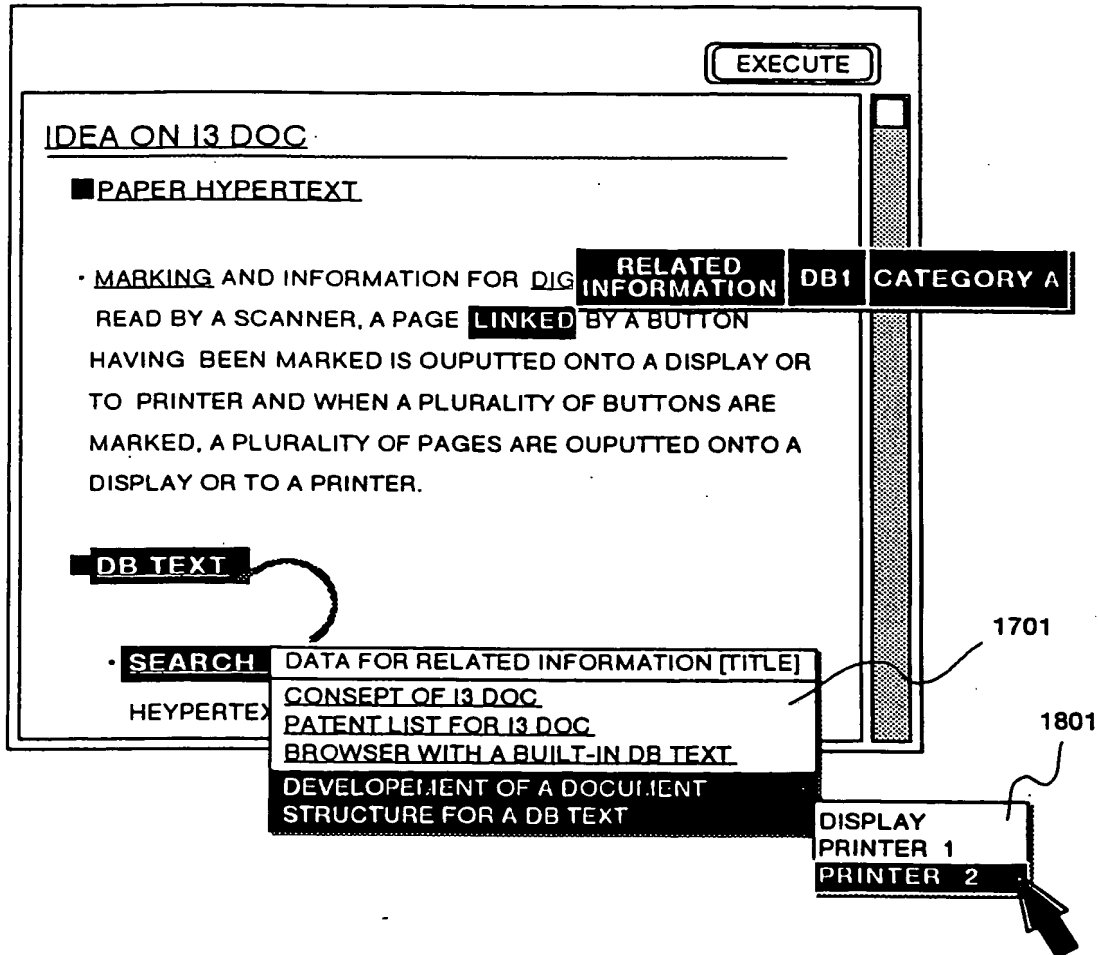 EXECUTE
IDEA ON I3 DOC
PAPER HYPERTEXT
· MARKING AND INFORMATION FOR DIG
RELATED
INFORMATION
DB1
CATEGORY A
READ BY A SCANNER, A PAGE LINKED BY A BUTTON
HAVING BEEN MARKED IS OUPUTTED ONTO A DISPLAY OR
TO PRINTER AND WHEN A PLURALITY OF BUTTONS ARE
MARKED, A PLURALITY OF PAGES ARE OUPUTTED ONTO A
DISPLAY OR TO A PRINTER.
DB TEXT
1701
· SEARCH
DATA FOR RELATED INFORMATION [TITLE]
HEYPERTEX
CONSEPT OF I3 DOC
PATENT LIST FOR I3 DOC
BROWSER WITH A BUILT-IN DB TEXT
1801
DEVELOPEMENT OF A DOCUMENT
STRUCTURE FOR A DB TEXT
DISPLAY
PRINTER 1
PRINTER 2